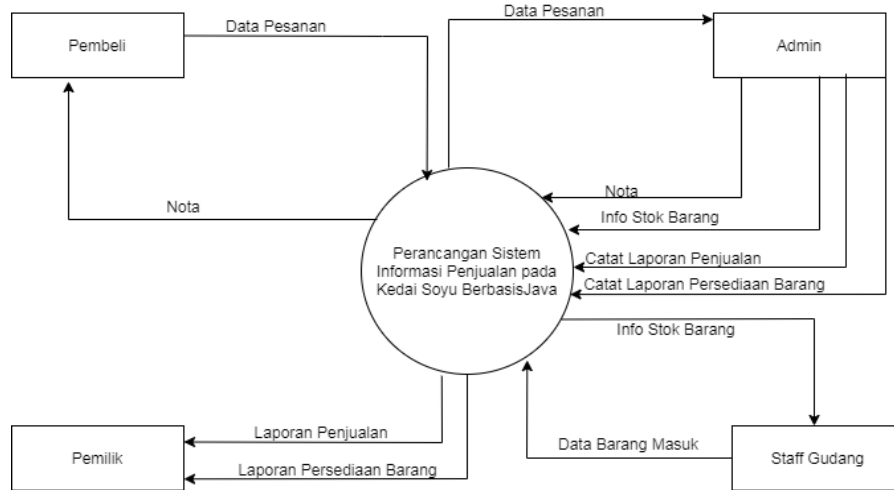 Data Pesanan
Data Pesanan
Pembeli
Admin
Nota
Nota
Info Stok Barang
Perancangan Sistem
Informasi Penjualan pada
Kedai Soyu BerbasisJava
Catat Laporan Penjualan
Catat Laporan Persediaan Barang
Info Stok Barang
Laporan Penjualan
Data Barang Masuk
Pemilik
Laporan Persediaan Barang
Staff Gudang